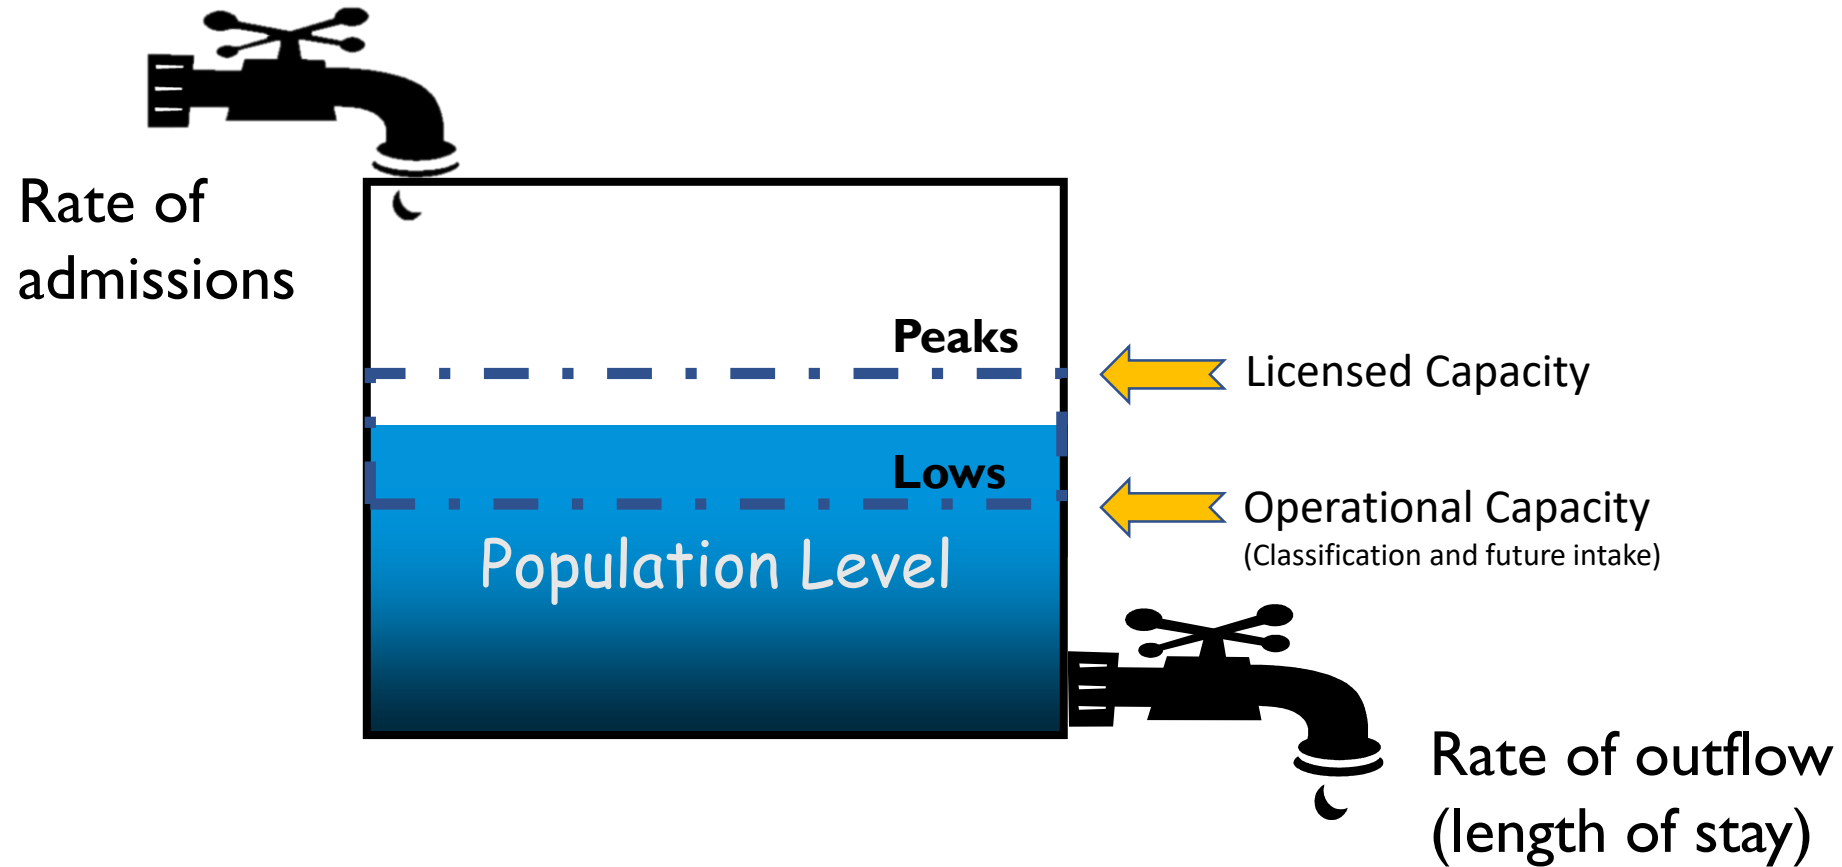 Rate of
admissions
Peaks
Licensed Capacity
Lows
Operational Capacity
(Classification and future intake)
Population Level
Rate of outflow
(length of stay)